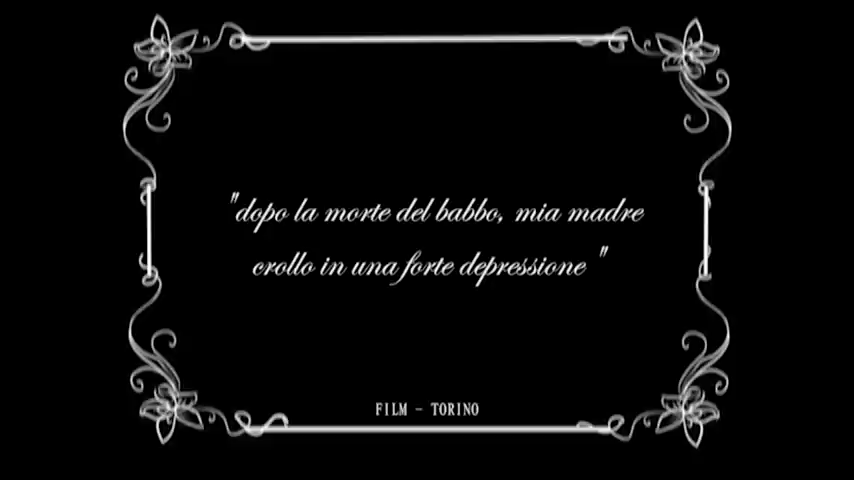 "dopo la morte del babbo, mia madre
crollo in una forte depressione "
FILM - TORINO